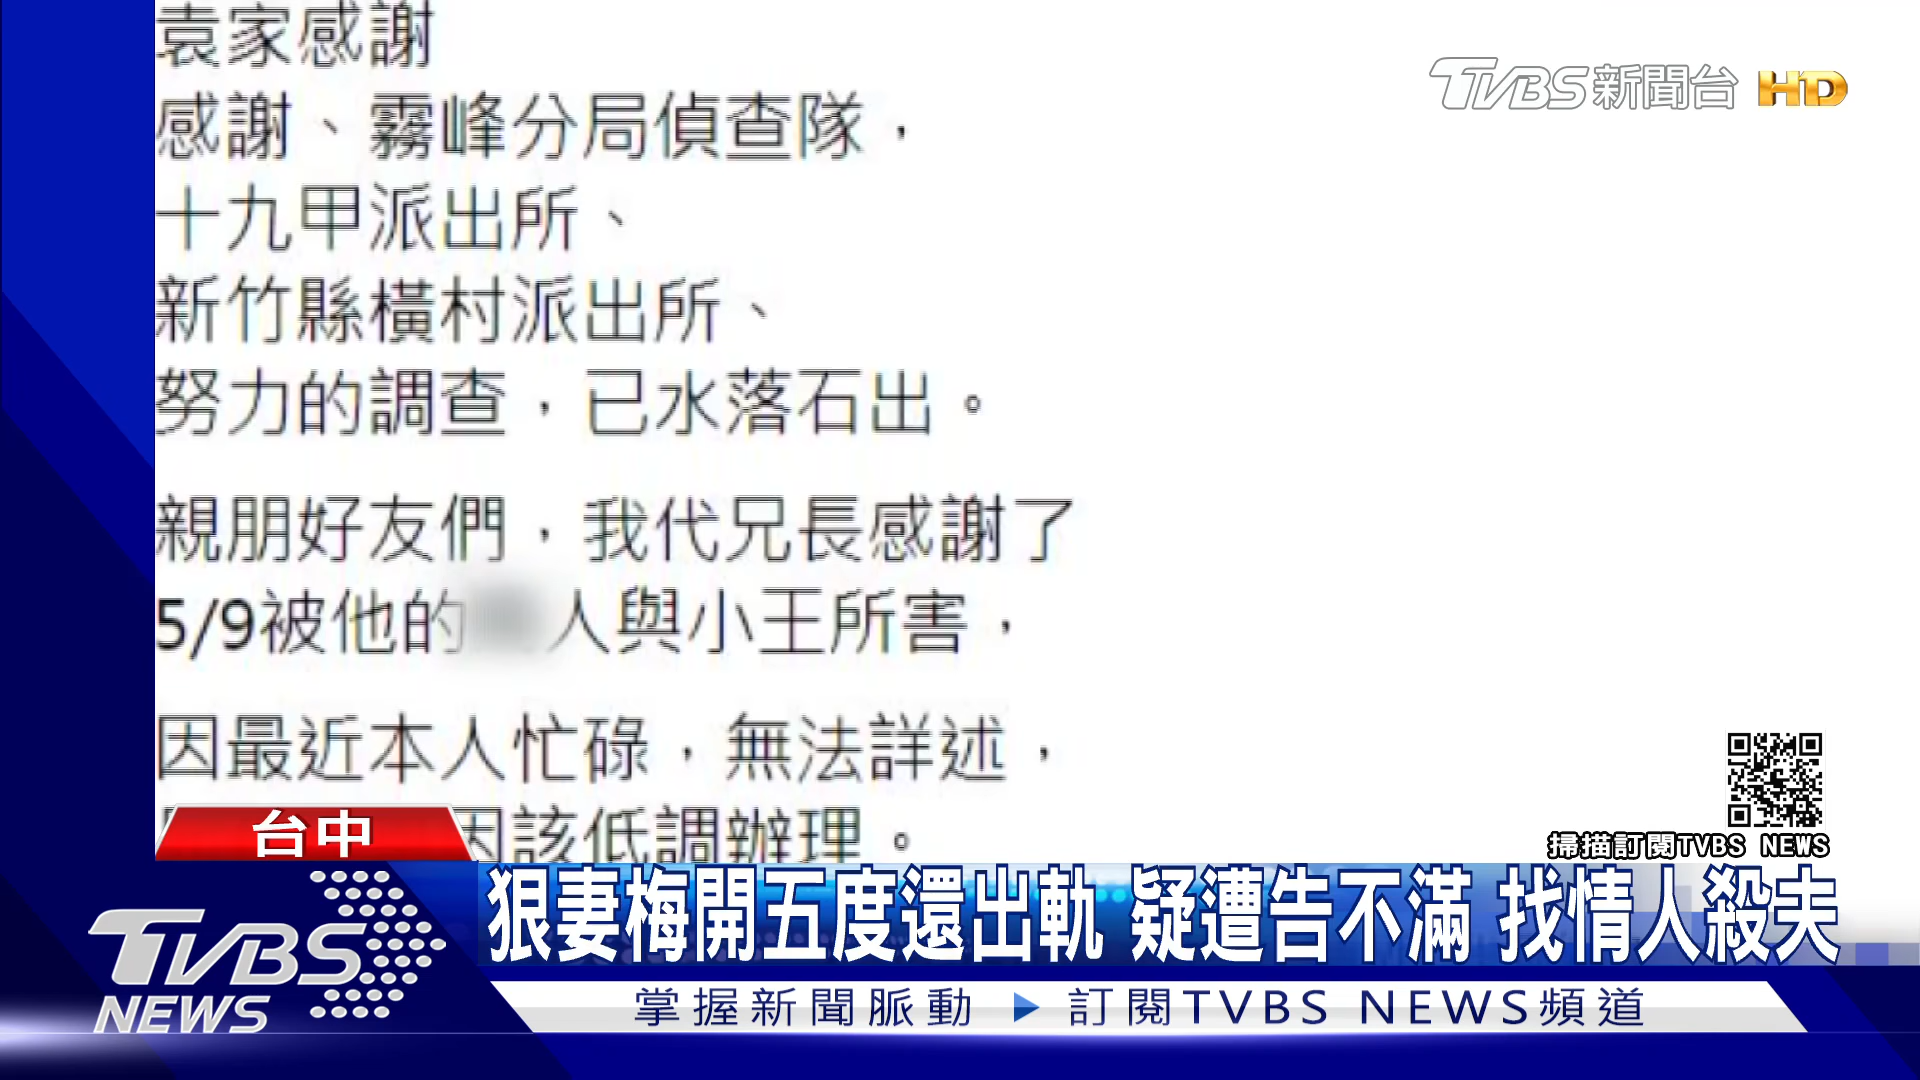 袁家感謝
TVBS新聞台 HD
感謝、霧峰分局偵查隊，
十九甲派出所、
新竹縣橫村派出所、
努力的調查，已水落石出。
親朋好友們，我代兄長感謝了
5/9被他的 人與小王所害，
因最近本人忙碌，無法詳述，
因該低調辦理。
掃描訂閱TVBS NEWS
台中
狠妻梅開五度還出軌 疑遭告不滿 找情人殺夫
TVBS NEWS
掌握新聞脈動 ▶ 訂閱TVBS NEWS頻道